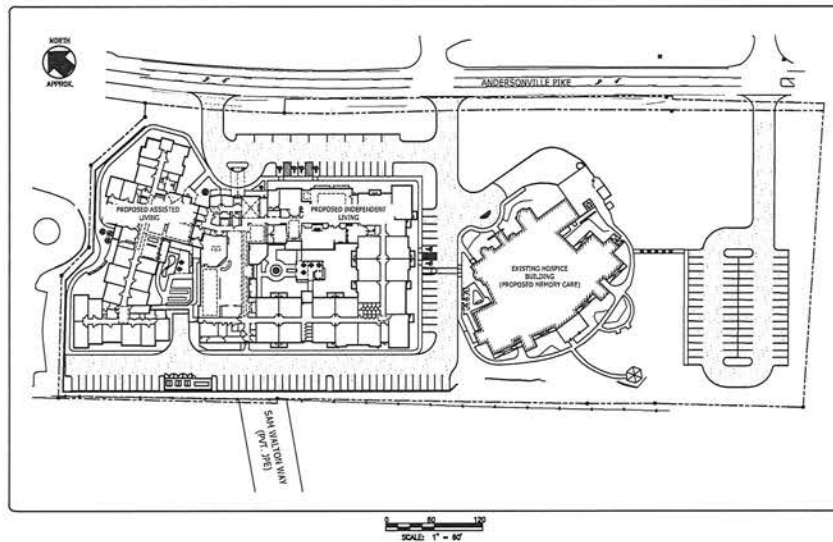 NORTH
APPROX.
ANDERSONVILLE PIKE
PROPOSED ASSISTED
LIVING
PROPOSED INDEPENDENT
LIVING
EXISTING HOSPICE
BUILDING
(PROPOSED MEMORY CARE)
SAM WALTON WAY
(PVT. JPE)
0 60 120
SCALE: 1" = 60'